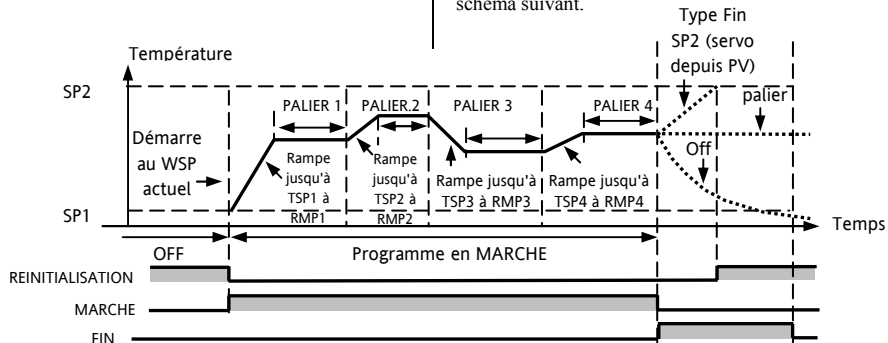 schéma suivant.
Type Fin
SP2 (servo
depuis PV)
Température
SP2
PALIER 1
PALIER.2
PALIER 3
PALIER 4
palier
Démarre
au WSP
actuel
Off
Rampe
jusqu'à
TSP1 à
RMP1
Rampe
jusqu'à
TSP2 à
RMP2
Rampe jusqu'à
TSP3 à RMP3
Rampe jusqu'à
TSP4 à RMP4
SP1
Temps
OFF
Programme en MARCHE
REINITIALISATION
MARCHE
FIN